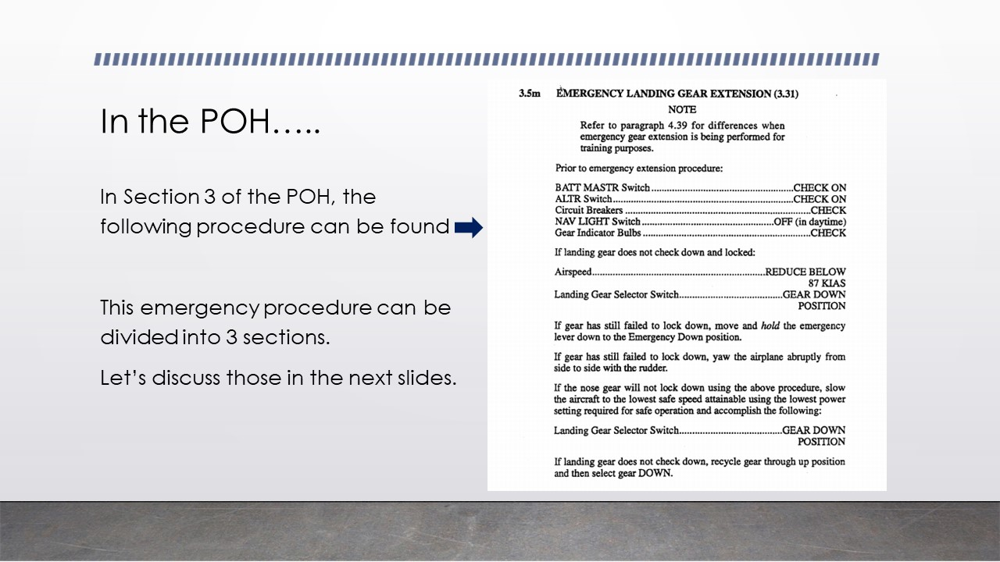 In the POH…..
In Section 3 of the POH, the
following procedure can be found
This emergency procedure can be
divided into 3 sections.
Let’s discuss those in the next slides.
3.5m EMERGENCY LANDING GEAR EXTENSION (3.31)
NOTE
Refer to paragraph 4.39 for differences when
emergency gear extension is being performed for
training purposes.
Prior to emergency extension procedure:
BATT MASTR Switch......................................................CHECK ON
ALTR Switch....................................................................CHECK ON
Circuit Breakers .......................................................................CHECK
NAV LIGHT Switch..................................................OFF (in daytime)
Gear Indicator Bulbs ................................................................CHECK
If landing gear does not check down and locked:
Airspeed.................................................................REDUCE BELOW
87 KIAS
Landing Gear Selector Switch.......................................GEAR DOWN
POSITION
If gear has still failed to lock down, move and hold the emergency
lever down to the Emergency Down position.
If gear has still failed to lock down, yaw the airplane abruptly from
side to side with the rudder.
If the nose gear will not lock down using the above procedure, slow
the aircraft to the lowest safe speed attainable using the lowest power
setting required for safe operation and accomplish the following:
Landing Gear Selector Switch.......................................GEAR DOWN
POSITION
If landing gear does not check down, recycle gear through up position
and then select gear DOWN.